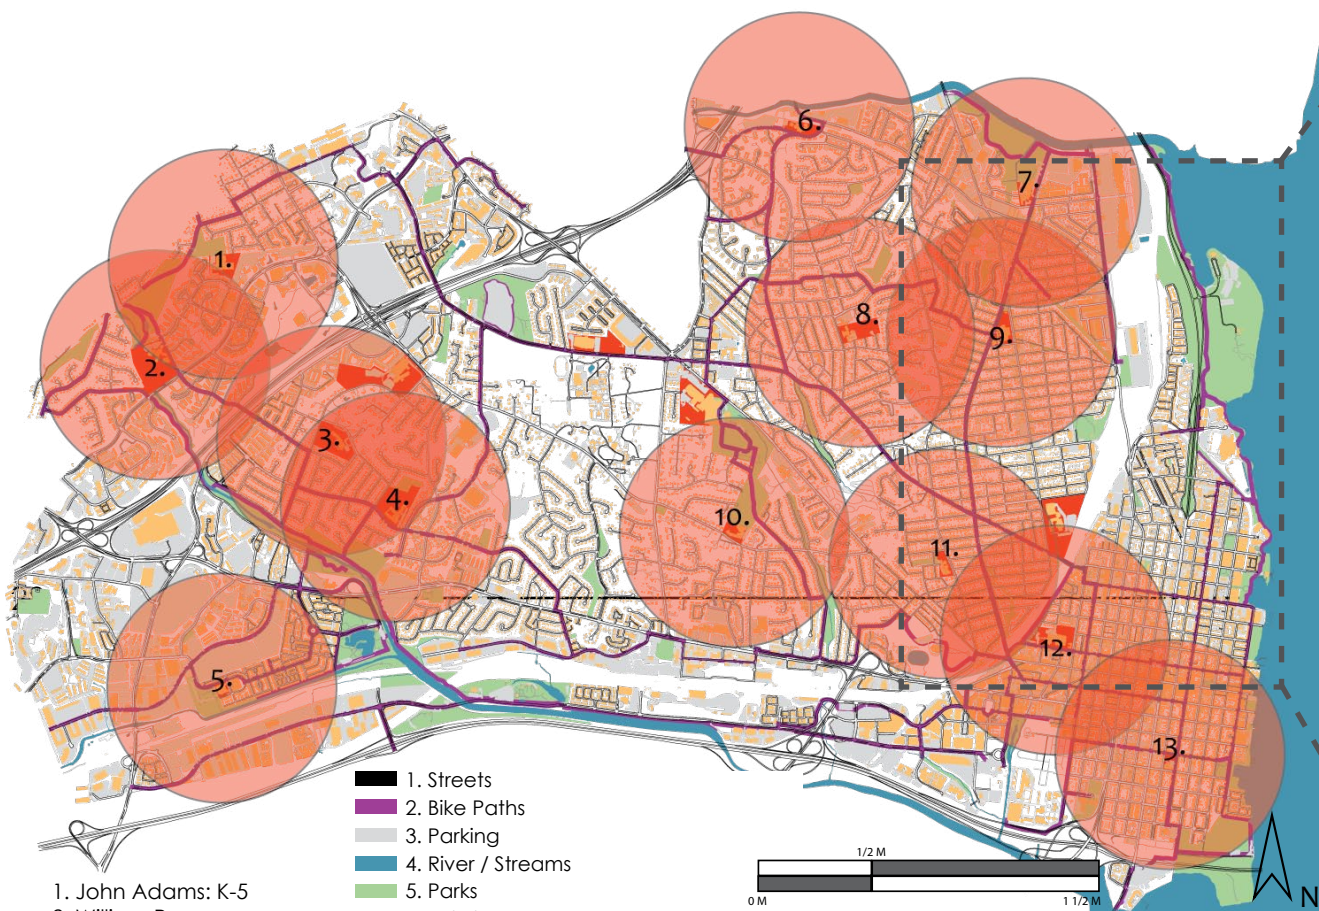 6.
7.
1.
8.
9.
2.
3.
4.
10.
11.
12.
5.
13.
1. Streets
2. Bike Paths
3. Parking
4. River / Streams
5. Parks
1. John Adams: K-5
1/2 M
0 M
1 1/2 M
N